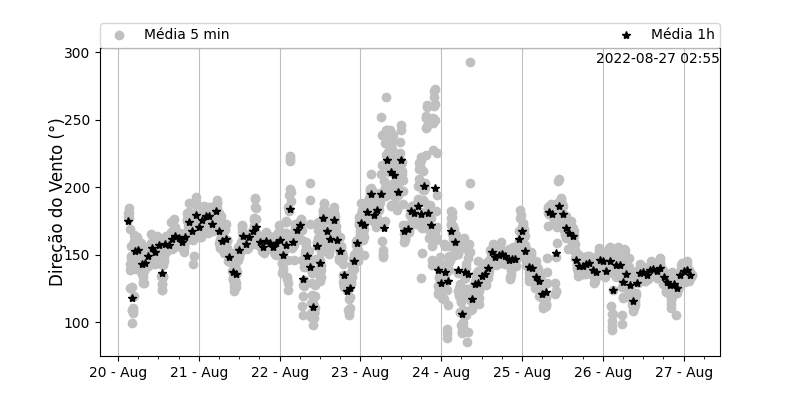 Média 5 min
Média 1h
2022-08-27 02:55
Direção do Vento (°)
300
250
200
150
100
20 - Aug
21 - Aug
22 - Aug
23 - Aug
24 - Aug
25 - Aug
26 - Aug
27 - Aug